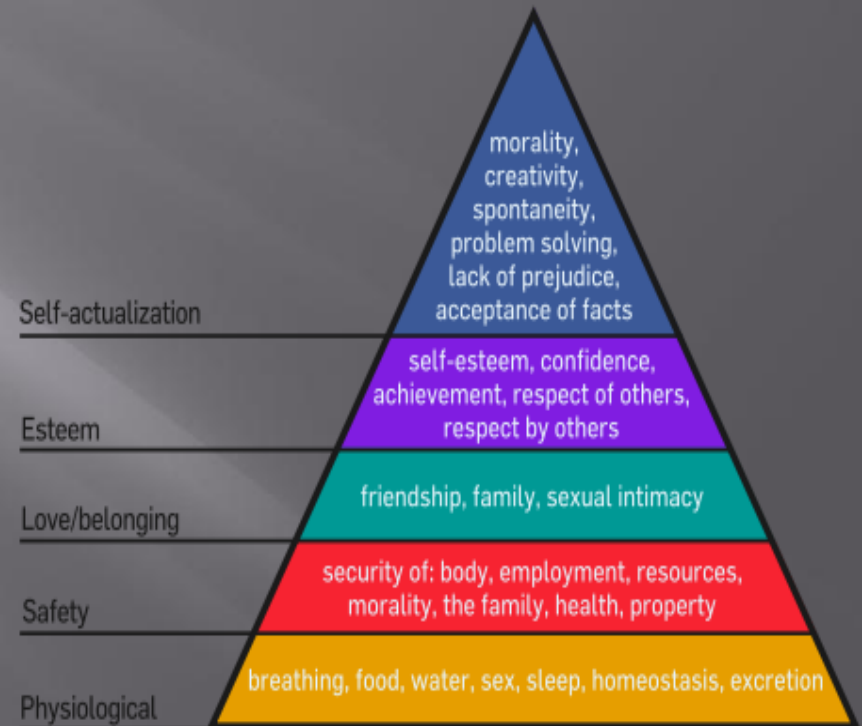 morality,
creativity,
spontaneity,
problem solving,
lack of prejudice,
acceptance of facts
Self-actualization
self-esteem, confidence,
achievement, respect of others,
respect by others
Esteem
friendship, family, sexual intimacy
Love/belonging
security of: body, employment, resources,
morality, the family, health, property
Safety
breathing, food, water, sex, sleep, homeostasis, excretion
Physiological